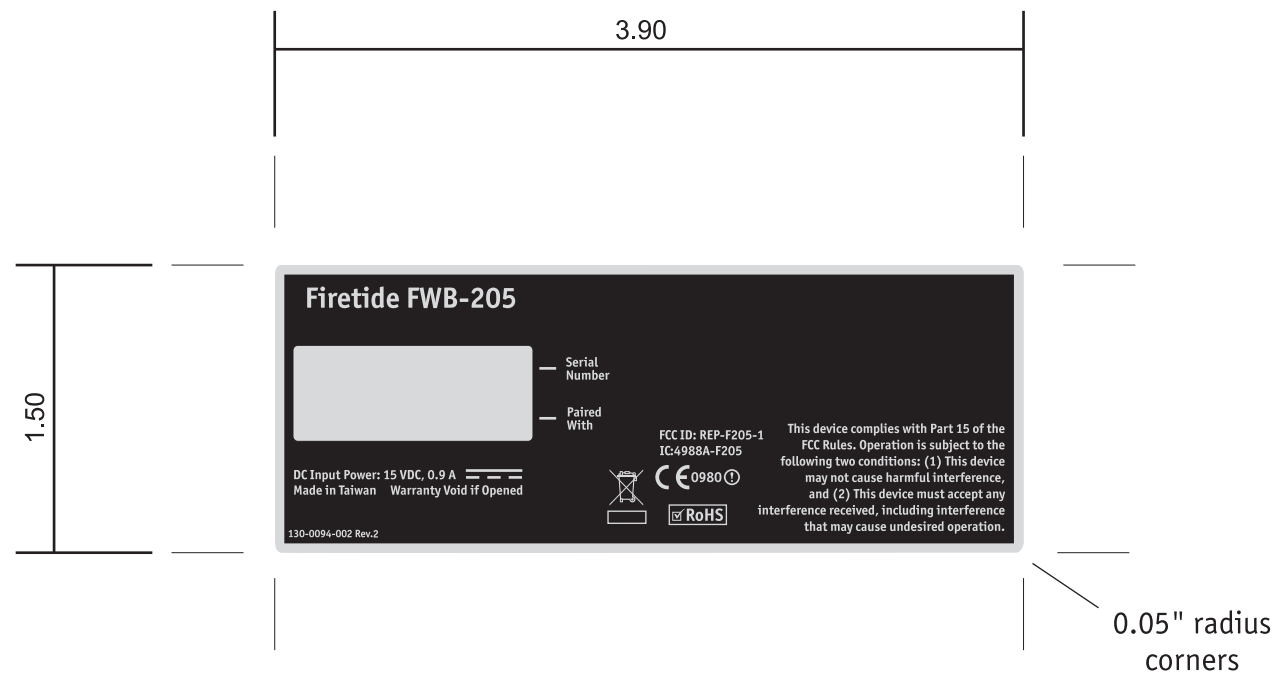 3.90
1.50
Firetide FWB-205
Serial
Number
Paired
With
DC Input Power: 15 VDC, 0.9 A
Made in Taiwan Warranty Void if Opened
130-0094-002 Rev.2
FCC ID: REP-F205-1
IC:4988A-F205
CE 0980
RoHS
This device complies with Part 15 of the
FCC Rules. Operation is subject to the
following two conditions: (1) This device
may not cause harmful interference,
and (2) This device must accept any
interference received, including interference
that may cause undesired operation.
0.05" radius
corners